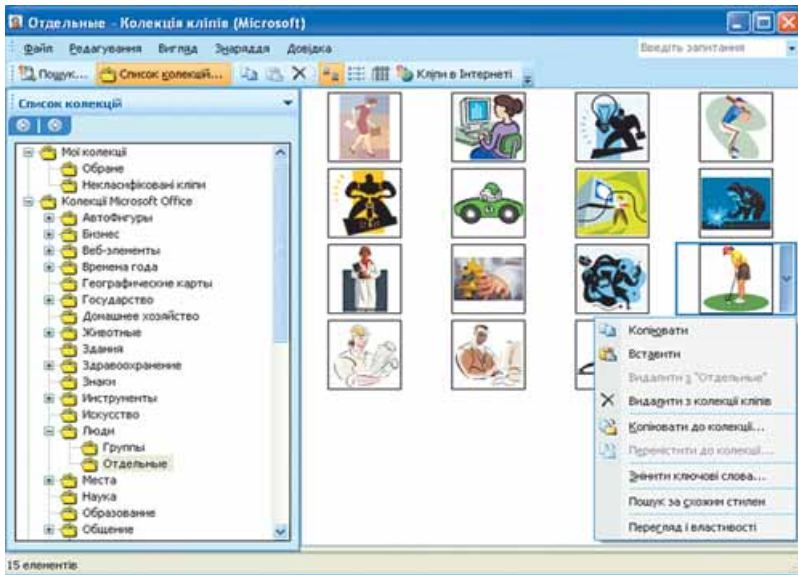 Отдельные - Колекція кліпів (Microsoft)
Файл Редагування Вигляд Знаряддя Довідка Введіть запитання
Пошук... Список колекцій... Кліпи в Інтернеті
Список колекцій
Мої колекції
Обране
Некласифіковані кліпи
Колекції Microsoft Office
АвтоФигуры
Бизнес
Веб-элементы
Времена года
Географические карты
Государство
Домашнее хозяйство
Животные
Здания
Здравоохранение
Знаки
Инструменты
Искусство
Люди
Группы
Отдельные
Места
Наука
Образование
Общение
Копіювати
Вставити
Видалити з "Отдельные"
Видалити з колекції кліпів
Копіювати до колекції...
Перемістити до колекції...
Змінити ключові слова...
Пошук за схожим стилем
Перегляд і властивості
15 елементів